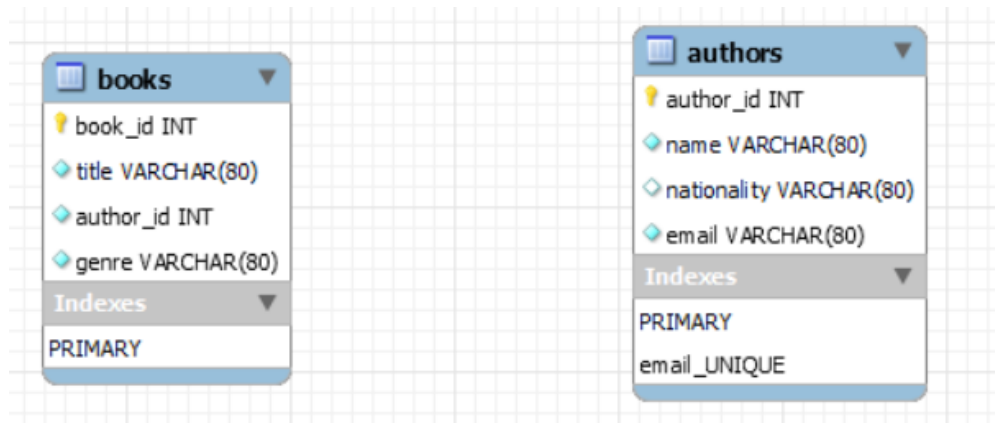 books
book_id INT
title VARCHAR(80)
author_id INT
genre VARCHAR(80)
Indexes
PRIMARY
authors
author_id INT
name VARCHAR(80)
nationality VARCHAR(80)
email VARCHAR(80)
Indexes
PRIMARY
email_UNIQUE